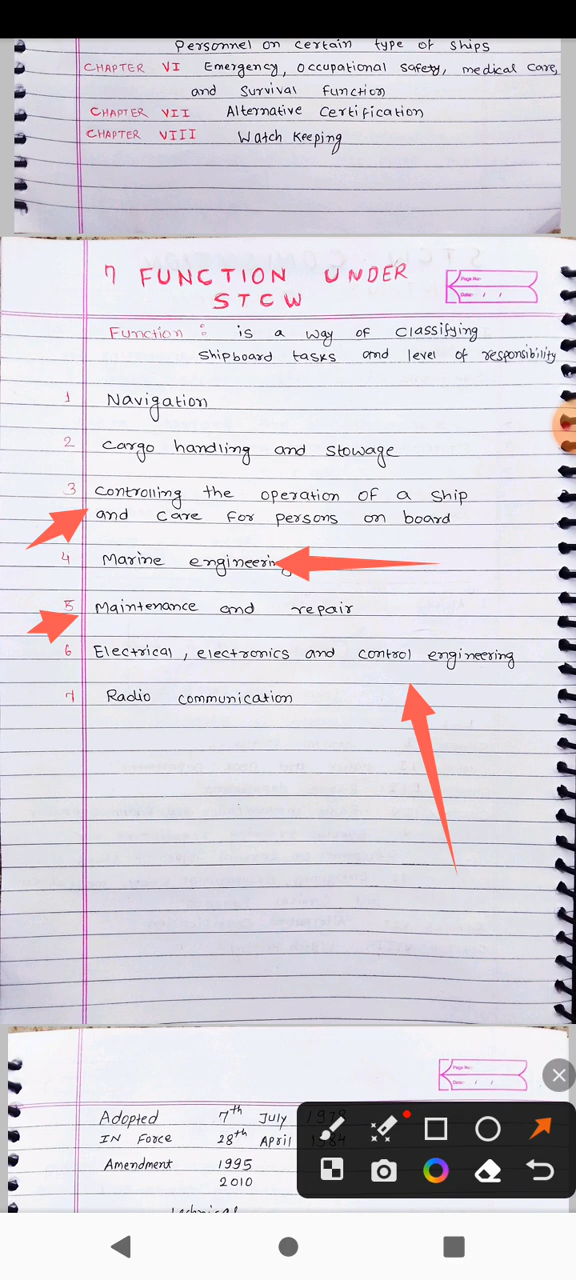 Personnel on certain type of ships
CHAPTER VI Emergency, occupational safety, medical care,
and Survival Function
CHAPTER VII Alternative Certification
CHAPTER VIII Watch Keeping
7 FUNCTION UNDER
STCW
Page No:
Date: / /
Function : is a way of classifying
shipboard tasks and level of responsibility
1 Navigation
2 Cargo handling and stowage
3 Controlling the operation of a ship
and care for persons on board
4 Marine engineering
5 Maintenance and repair
6 Electrical, electronics and control engineering
7 Radio communication
Page No:
Date: / /
Adopted 7th July 1978
IN Force 28th April 1984
Amendment 1995
2010